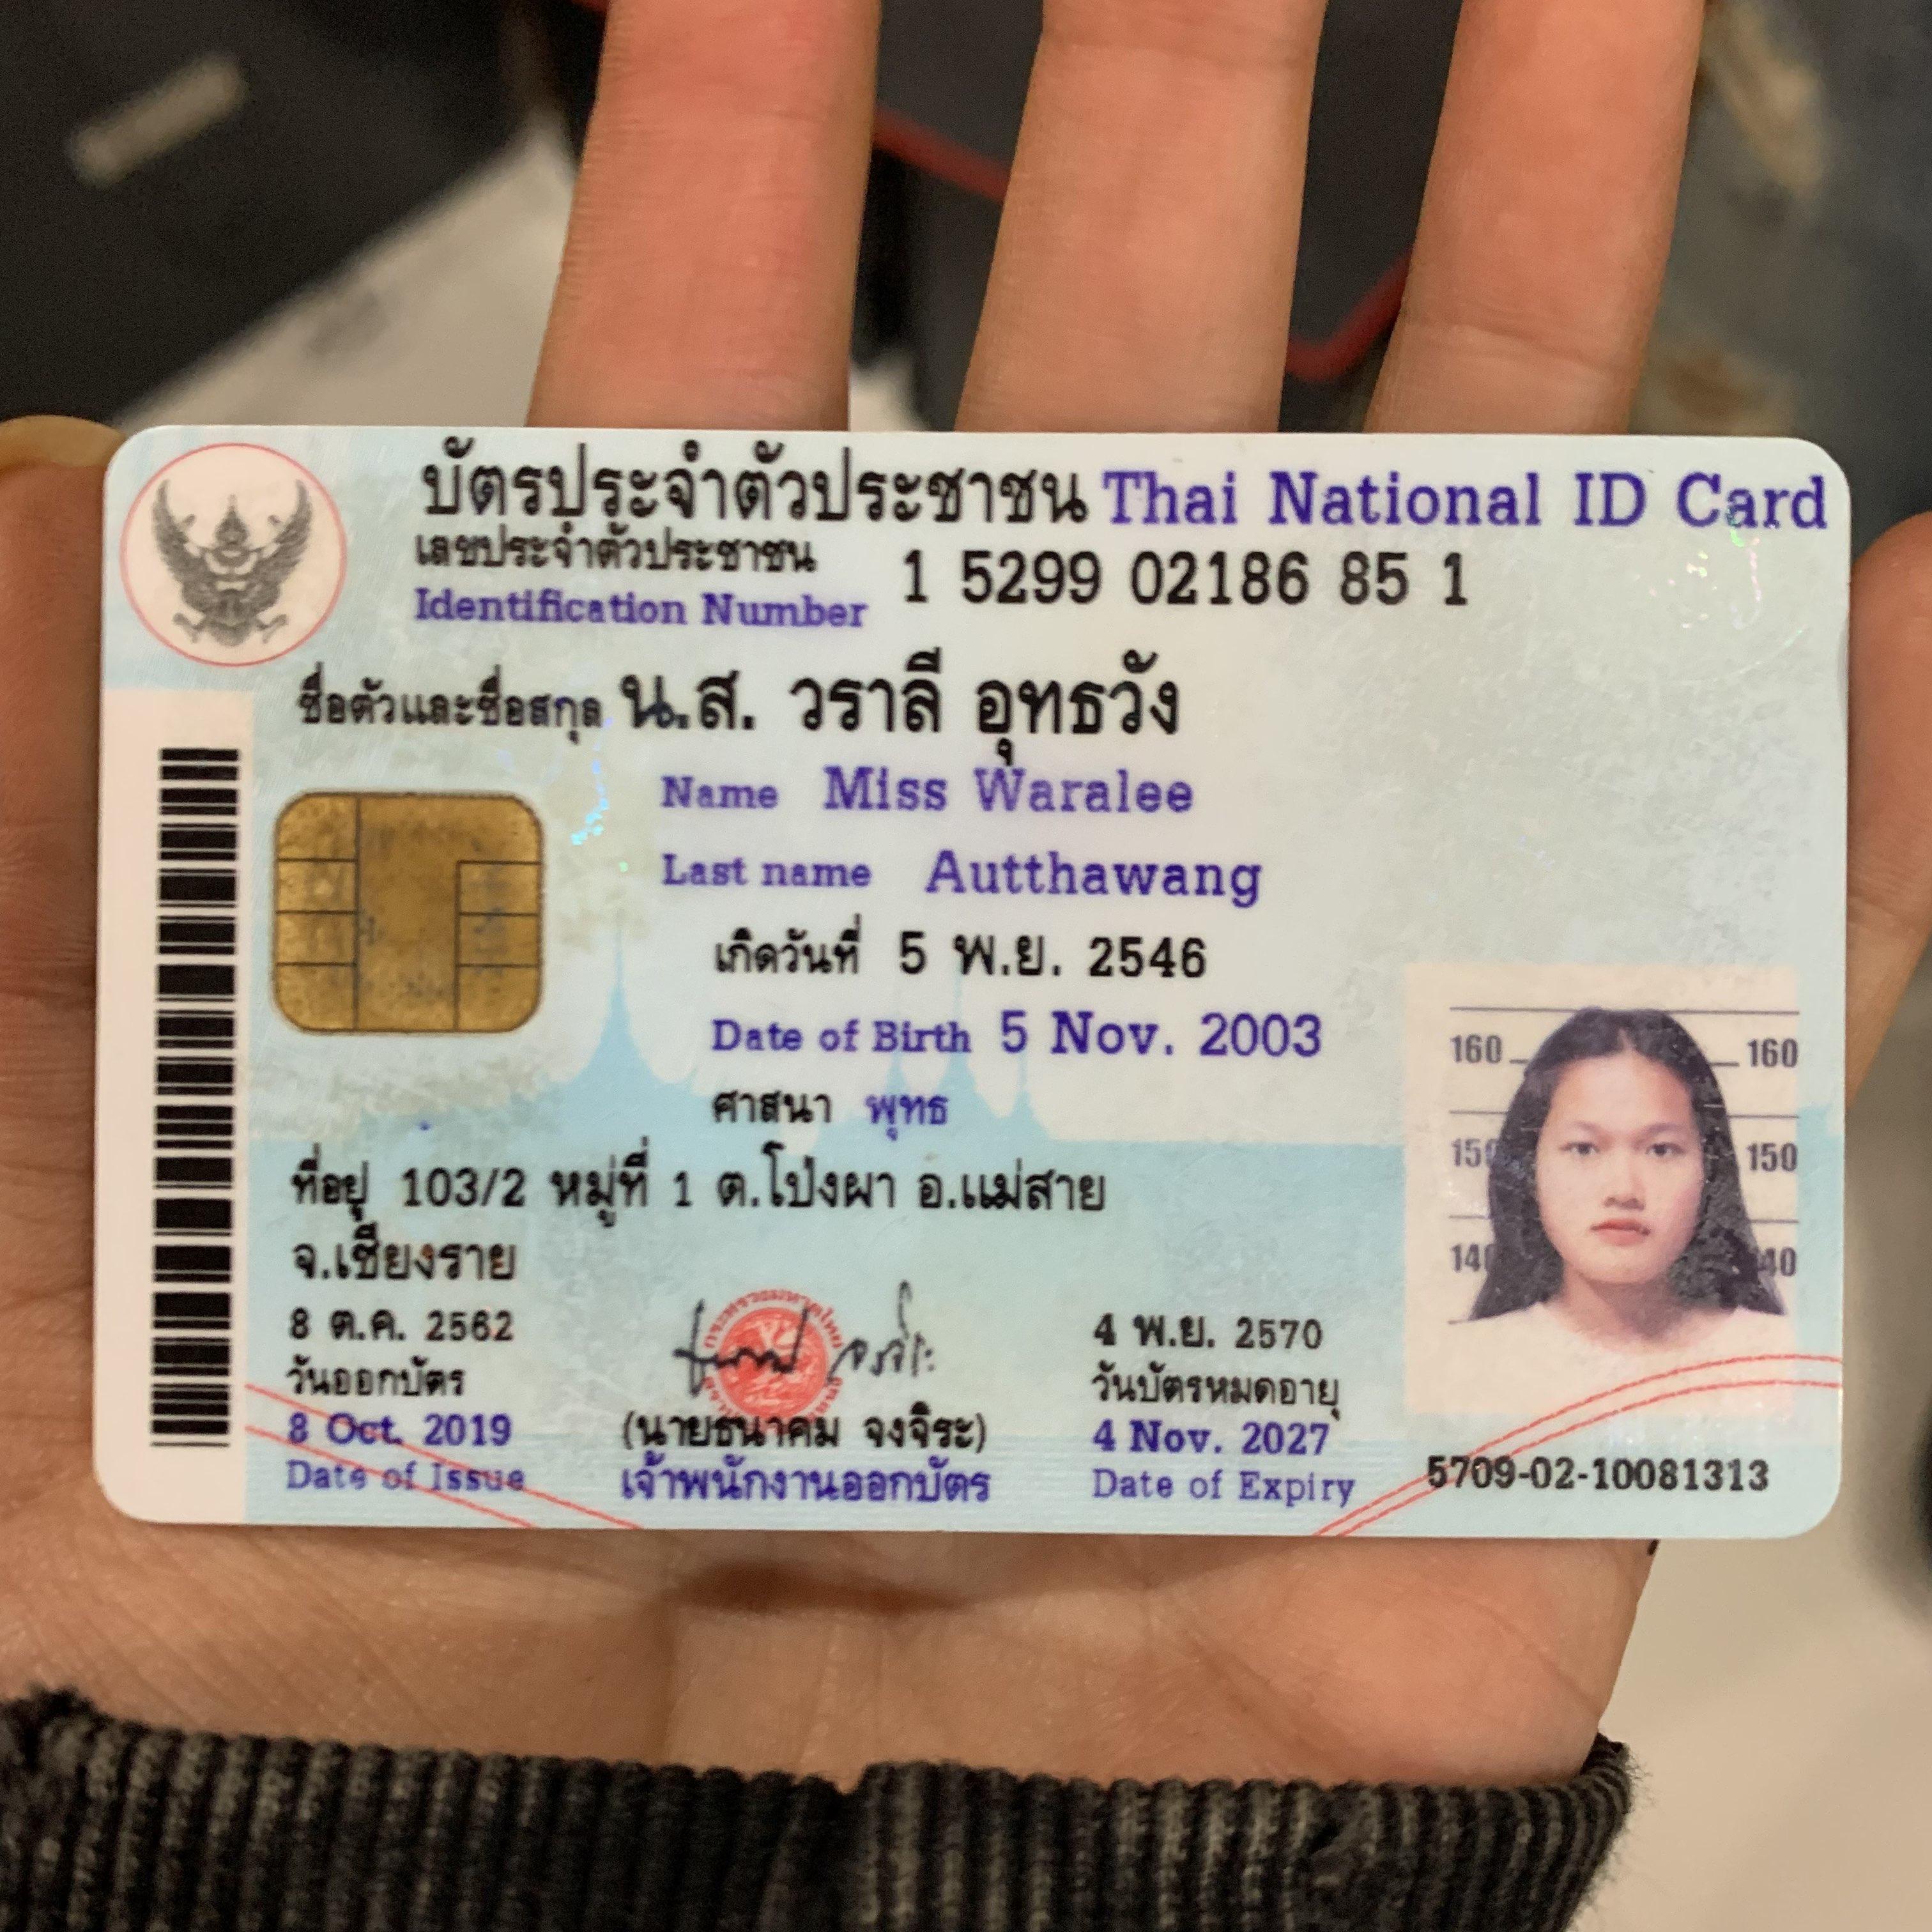 บัตรประจำตัวประชาชน Thai National ID Card
เลขประจำตัวประชาชน
Identification Number
1 5299 02186 85 1
ชื่อตัวและชื่อสกุล น.ส. วราลี อุทธวัง
Name Miss Waralee
Last name Autthawang
เกิดวันที่ 5 พ.ย. 2546
Date of Birth 5 Nov. 2003
ศาสนา พุทธ
ที่อยู่ 103/2 หมู่ที่ 1 ต.โป่งผา อ.แม่สาย
จ.เชียงราย
8 ต.ค. 2562
วันออกบัตร
8 Oct. 2019
Date of Issue
(นายธนาคม จงจิระ)
เจ้าพนักงานออกบัตร
4 พ.ย. 2570
วันบัตรหมดอายุ
4 Nov. 2027
Date of Expiry
160 160
150 150
140 140
5709-02-10081313